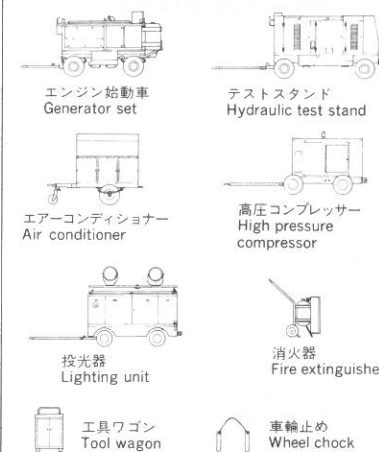 エンジン始動車
Generator set
テストスタンド
Hydraulic test stand
エアーコンディショナー
Air conditioner
高圧コンプレッサー
High pressure
compressor
投光器
Lighting unit
消火器
Fire extinguishe
工具ワゴン
Tool wagon
車輪止め
Wheel chock